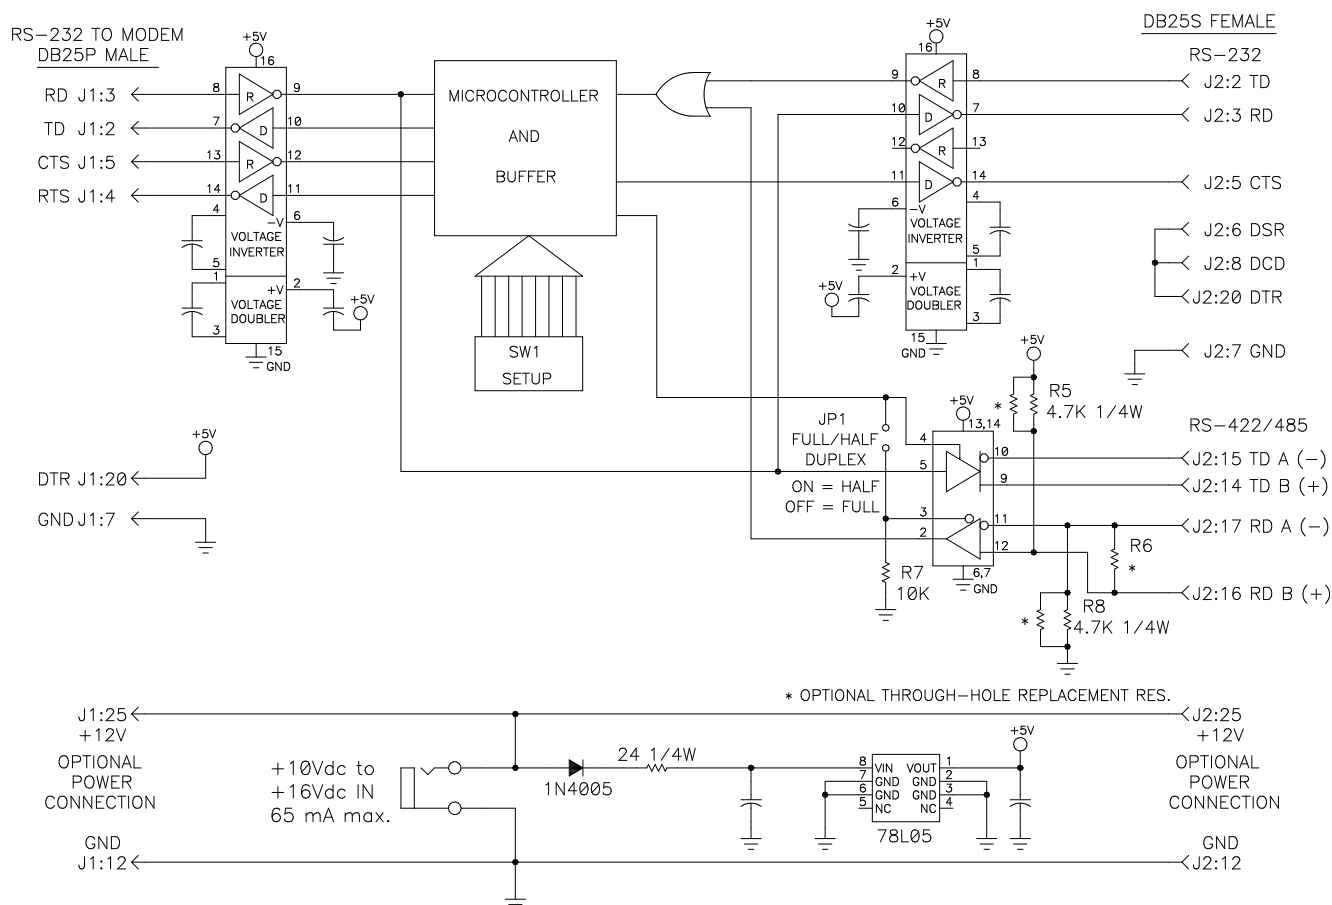 RS-232 TO MODEM
DB25P MALE
RD J1:3
TD J1:2
CTS J1:5
RTS J1:4
+5V
16
8
R
9
7
D
10
13
R
12
14
D
11
4
-V
6
VOLTAGE
INVERTER
5
1
+V
2
VOLTAGE
DOUBLER
+5V
3
15
GND
MICROCONTROLLER
AND
BUFFER
SW1
SETUP
DB25S FEMALE
RS-232
+5V
16
9
R
8
J2:2 TD
10
D
7
J2:3 RD
12
R
13
11
D
14
J2:5 CTS
6
-V
4
VOLTAGE
INVERTER
5
2
+V
1
+5V
VOLTAGE
DOUBLER
3
15
GND
J2:6 DSR
J2:8 DCD
J2:20 DTR
J2:7 GND
+5V
R5
*
4.7K 1/4W
JP1
FULL/HALF
DUPLEX
ON = HALF
OFF = FULL
+5V
13,14
RS-422/485
4
10
J2:15 TD A (-)
5
9
J2:14 TD B (+)
3
11
J2:17 RD A (-)
2
12
R6
*
6,7
GND
J2:16 RD B (+)
R7
10K
R8
*
4.7K 1/4W
+5V
DTR J1:20
GND J1:7
* OPTIONAL THROUGH-HOLE REPLACEMENT RES.
J1:25
+12V
OPTIONAL
POWER
CONNECTION
GND
J1:12
+10Vdc to
+16Vdc IN
65 mA max.
1N4005
24 1/4W
8
VIN
VOUT
1
7
GND
GND
2
6
GND
GND
3
5
NC
NC
4
78L05
+5V
J2:25
+12V
OPTIONAL
POWER
CONNECTION
GND
J2:12